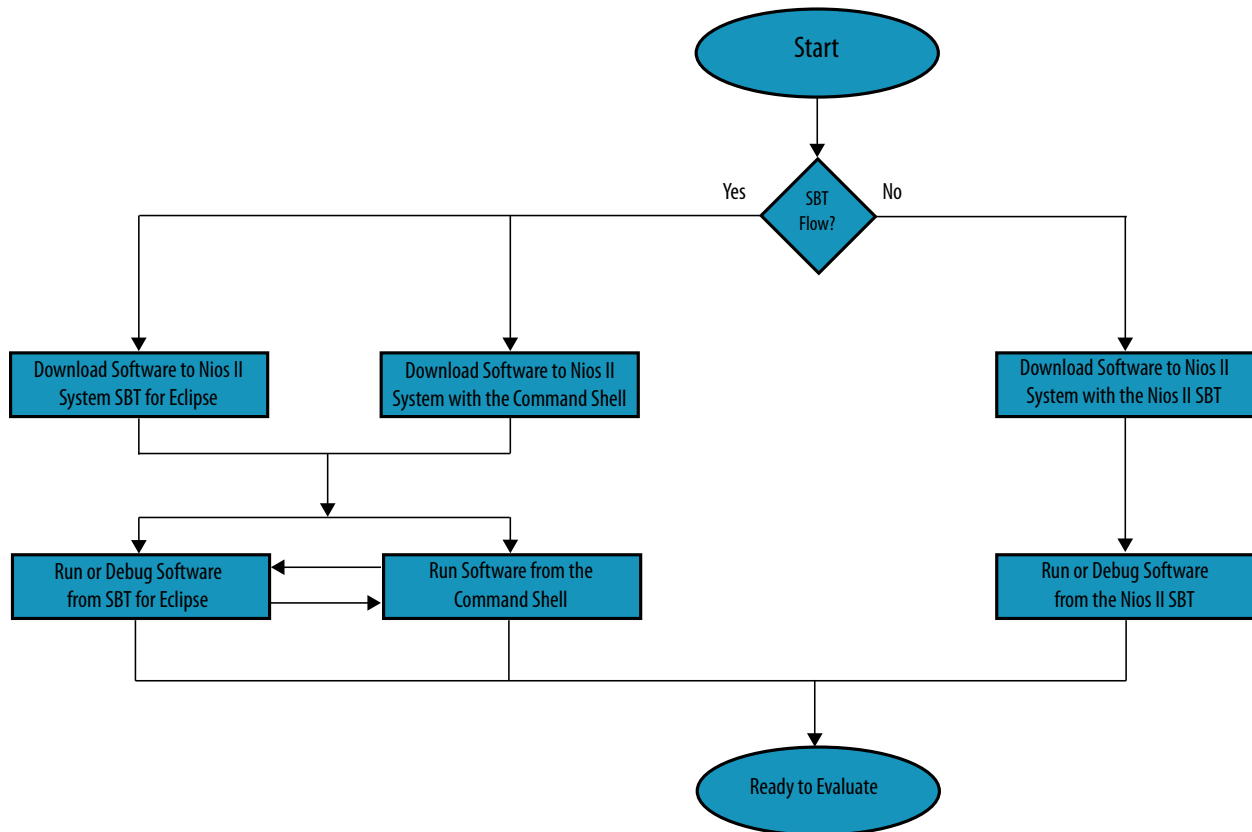 Start
Yes
SBT
Flow?
No
Download Software to Nios II
System SBT for Eclipse
Download Software to Nios II
System with the Command Shell
Download Software to Nios II
System with the Nios II SBT
Run or Debug Software
from SBT for Eclipse
Run Software from the
Command Shell
Run or Debug Software
from the Nios II SBT
Ready to Evaluate